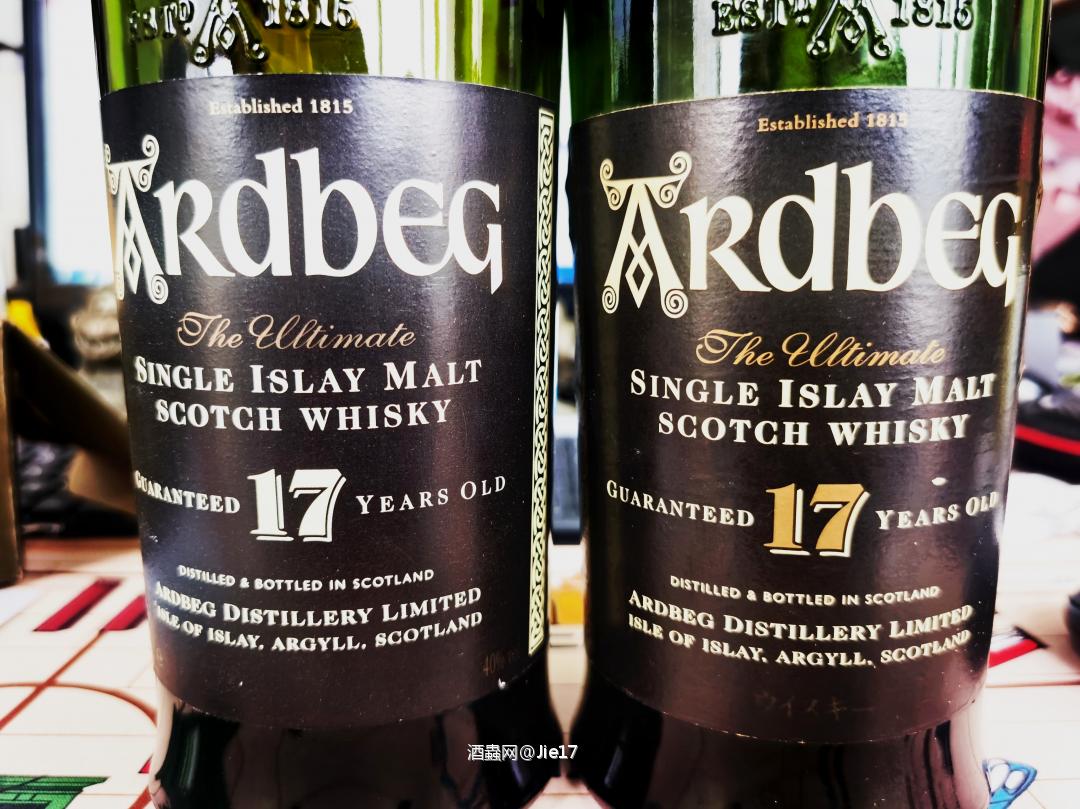 ESTD 1815
Established 1815
ARdbEG
The Ultimate
SINGLE ISLAY MALT
SCOTCH WHISKY
GUARANTEED 17 YEARS OLD
DISTILLED & BOTTLED IN SCOTLAND
ARDBEG DISTILLERY LIMITED
ISLE OF ISLAY, ARGYLL, SCOTLAND
40%
ESTD 1815
Established 1815
ARdbEG
The Ultimate
SINGLE ISLAY MALT
SCOTCH WHISKY
GUARANTEED 17 YEARS OLD
DISTILLED & BOTTLED IN SCOTLAND
ARDBEG DISTILLERY LIMITED
ISLE OF ISLAY, ARGYLL, SCOTLAND
ウイスキー
酒蟲网@Jie17